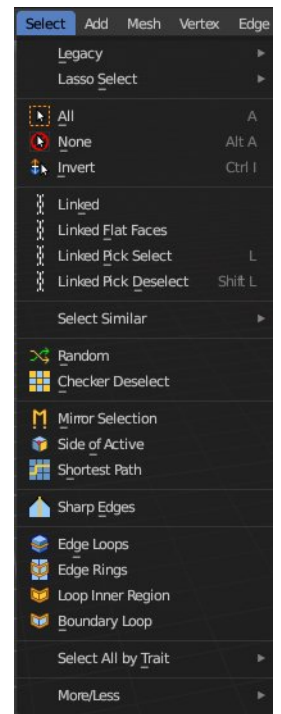 Select Add Mesh Vertex Edge
Legacy
Lasso Select
All A
None Alt A
Invert Ctrl I
Linked
Linked Flat Faces
Linked Pick Select L
Linked Pick Deselect Shift L
Select Similar
Random
Checker Deselect
Mirror Selection
Side of Active
Shortest Path
Sharp Edges
Edge Loops
Edge Rings
Loop Inner Region
Boundary Loop
Select All by Trait
More/Less